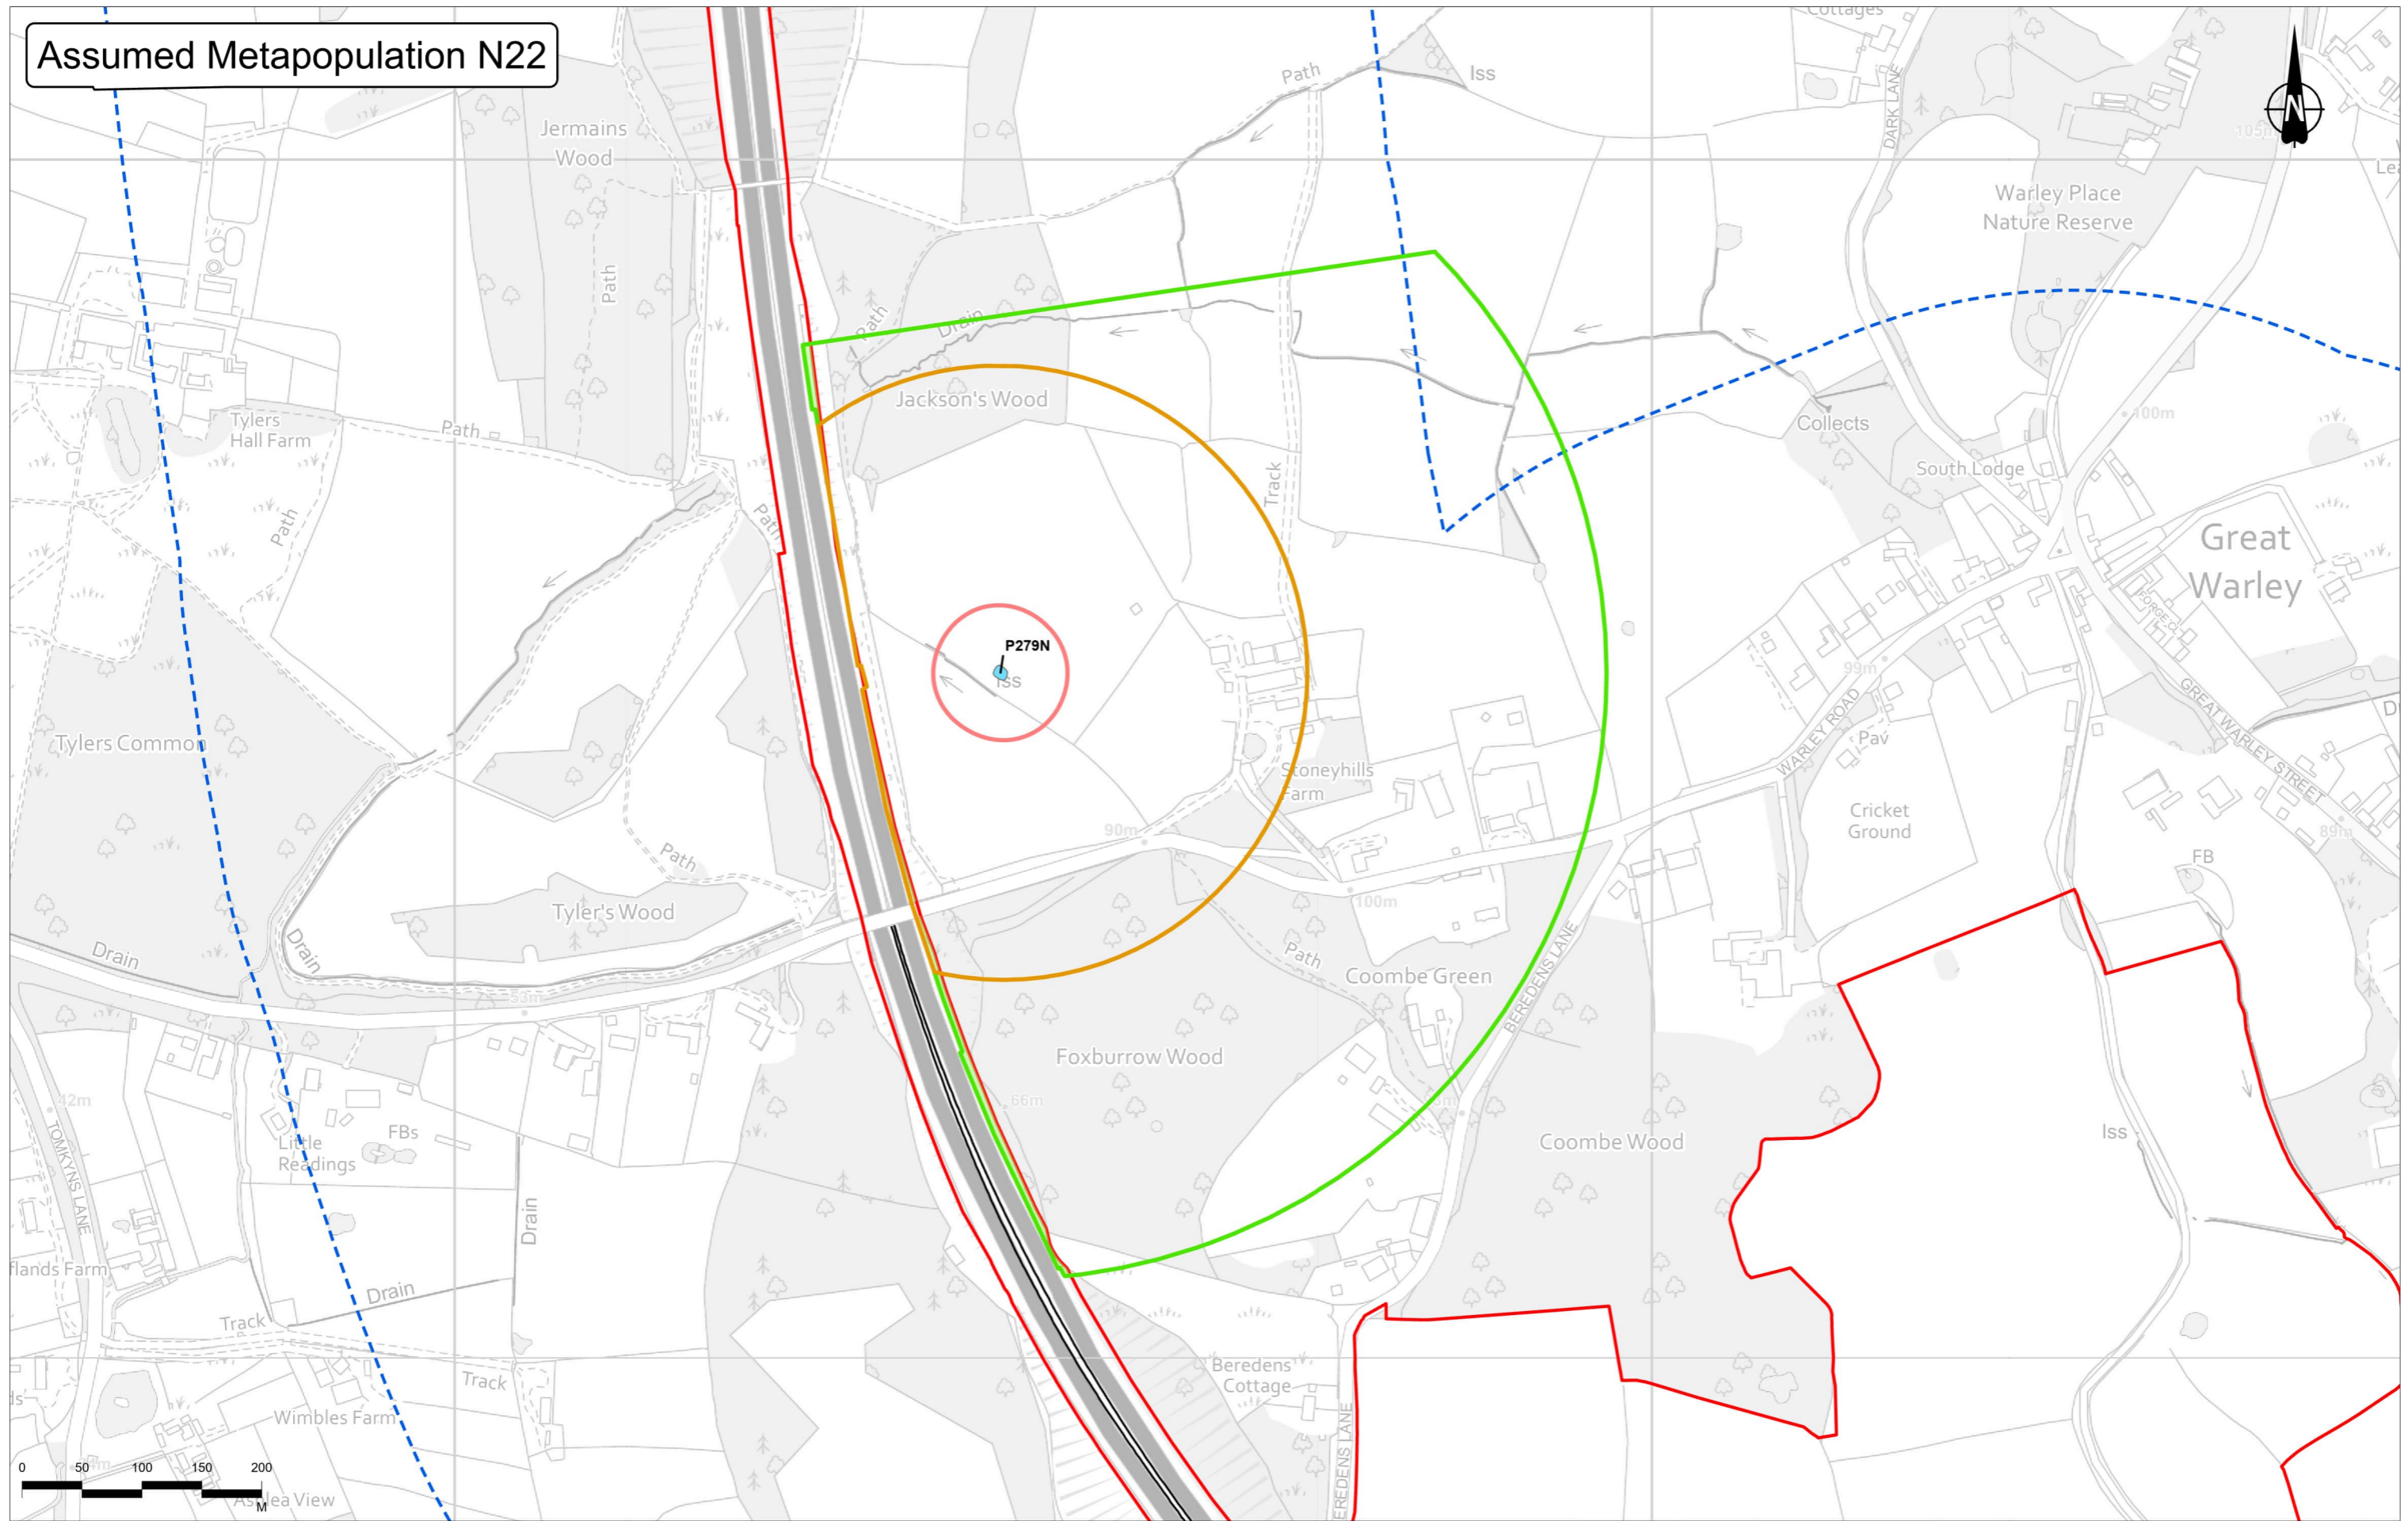 Assumed Metapopulation N22
Cottages
Path
Iss
N
Jermains
Wood
DARK LANE
105m
Warley Place
Nature Reserve
Path
Path
Drain
Jackson's Wood
Tylers
Hall Farm
Path
Collects
100m
South Lodge
Path
Path
Track
Great
Warley
FORGE CL
P279N
Iss
99m
GREAT WARLEY STREET
WARLEY ROAD
Pav
Tylers Common
Stoneyhills
Farm
Cricket
Ground
90m
89m
Path
FB
Tyler's Wood
100m
Drain
Drain
Path
Coombe Green
BEREDENS LANE
53m
Foxburrow Wood
42m
66m
TOMKYNS LANE
FBs
Little
Readings
Coombe Wood
Iss
Drain
flands Farm
Drain
Track
Beredens
Cottage
Track
Wimbles Farm
EREDENS LANE
0 50 100 150 200
M